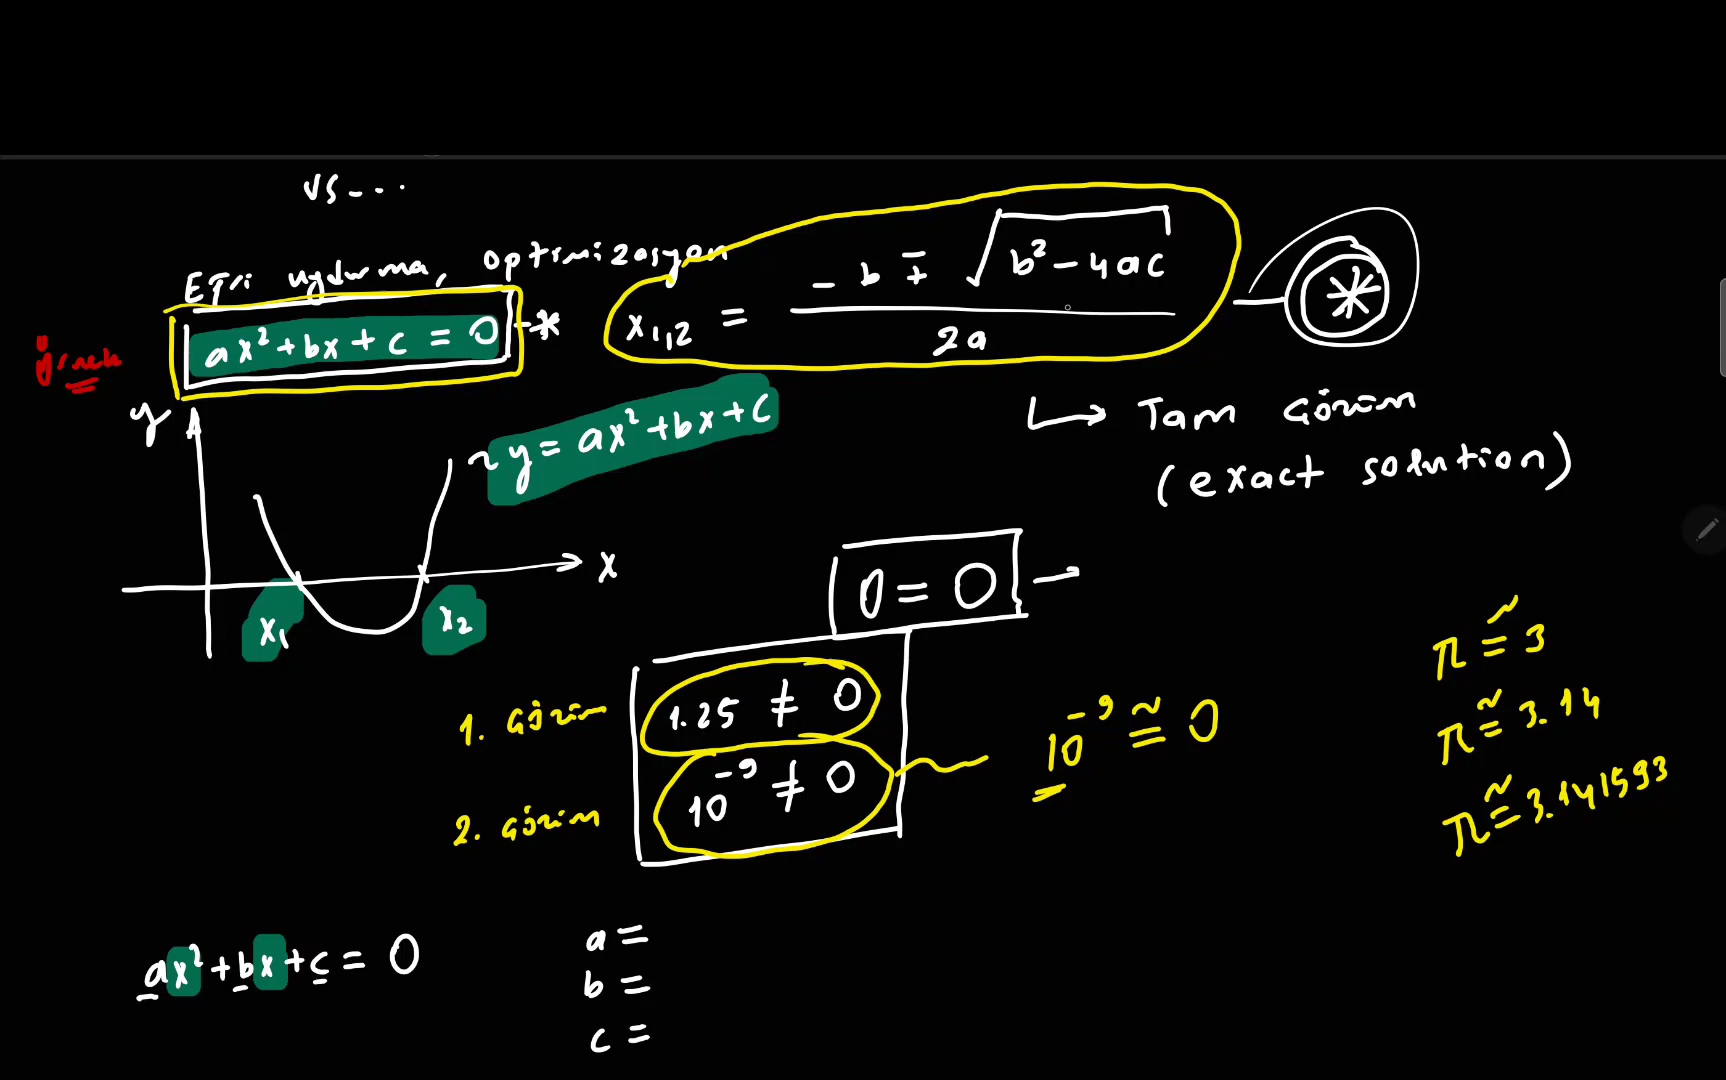 vs - ...
Eğri uydurma, optimizasyon
ax² + bx + c = 0 *
x₁,₂ = (- b ∓ √(b² - 4ac)) / 2a
*
y
y = ax² + bx + c
↳ Tam Çözüm
(exact solution)
x
x₁ x₂
0 = 0 →
π ≅ 3
1. Çözüm 1.25 ≠ 0
10⁻⁹ ≅ 0
π ≅ 3.14
2. Çözüm 10⁻⁹ ≠ 0
π ≅ 3.141593
ax² + bx + c = 0
a =
b =
c =